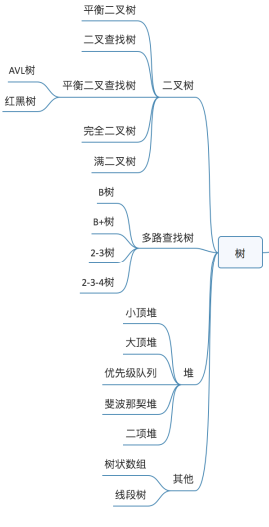 平衡二叉树
二叉查找树
AVL树
平衡二叉查找树
二叉树
红黑树
完全二叉树
满二叉树
B树
B+树
多路查找树
2-3树
树
2-3-4树
小顶堆
大顶堆
优先级队列
堆
斐波那契堆
二项堆
树状数组
其他
线段树